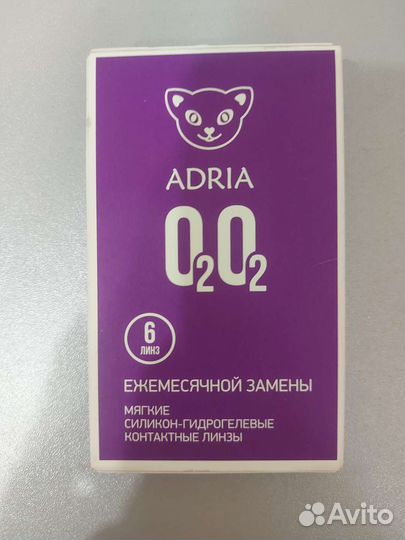 ADRIA
O₂O₂
6
ЛИНЗ
ЕЖЕМЕСЯЧНОЙ ЗАМЕНЫ
МЯГКИЕ
СИЛИКОН-ГИДРОГЕЛЕВЫЕ
КОНТАКТНЫЕ ЛИНЗЫ
Avito